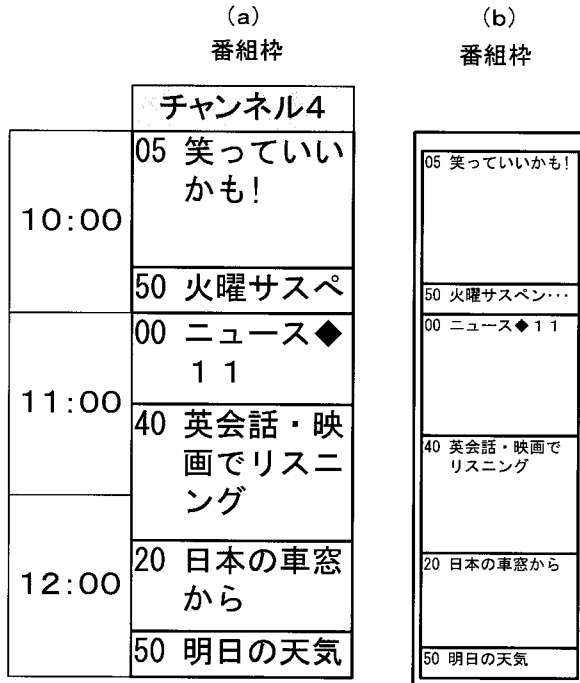 (a)
番組枠
チャンネル4
10:00
05 笑っていい
かも!
50 火曜サスペ
11:00
00 ニュース◆
11
40 英会話・映
画でリスニ
ング
12:00
20 日本の車窓
から
50 明日の天気
(b)
番組枠
05 笑っていいかも!
50 火曜サスペン・・・
00 ニュース◆11
40 英会話・映画で
リスニング
20 日本の車窓から
50 明日の天気